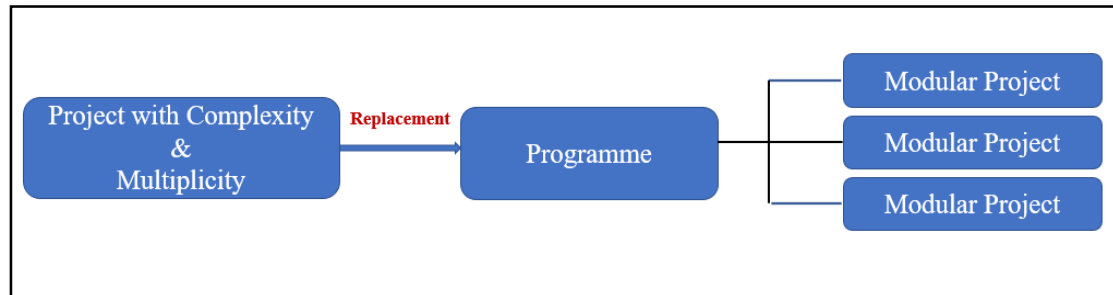 Project with Complexity
&
Multiplicity
Replacement
Programme
Modular Project
Modular Project
Modular Project